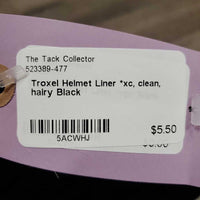 The Tack Collector
523389-477
Troxel Helmet Liner *xc, clean,
hairy Black
5ACWHJ
$5.50